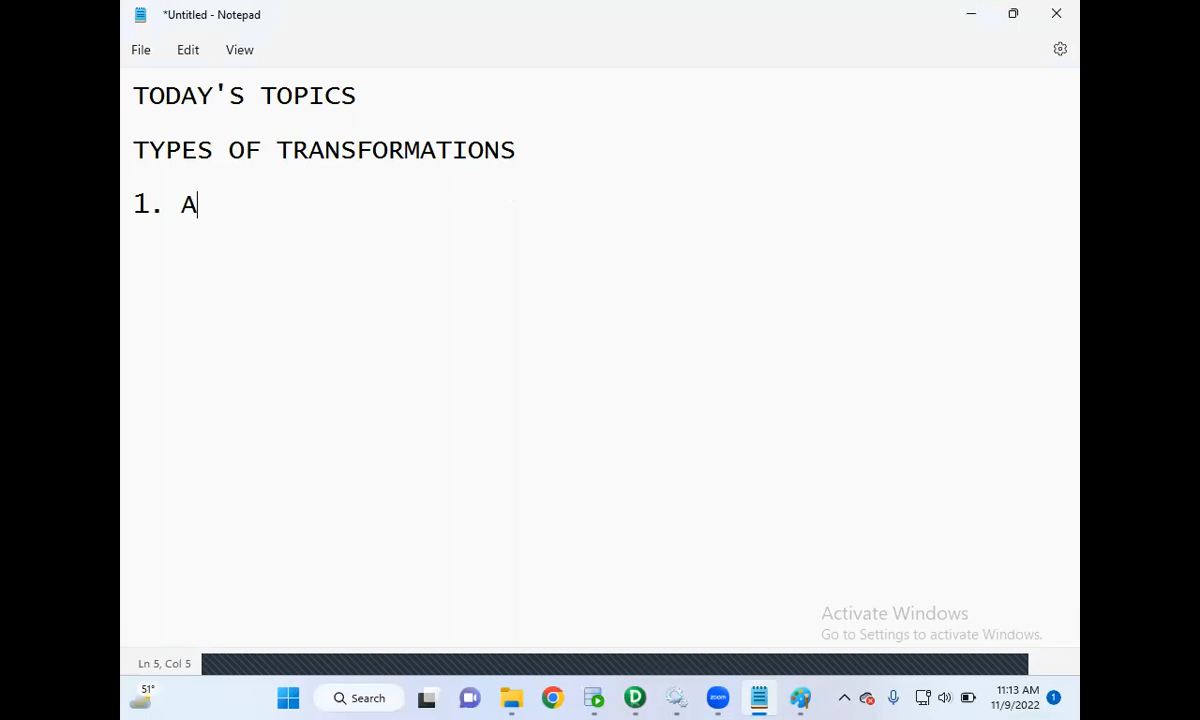 *Untitled - Notepad
File Edit View
TODAY'S TOPICS
TYPES OF TRANSFORMATIONS
1. A
Activate Windows
Go to Settings to activate Windows.
Ln 5, Col 5
51°
Search
zoom
11:13 AM
11/9/2022
1